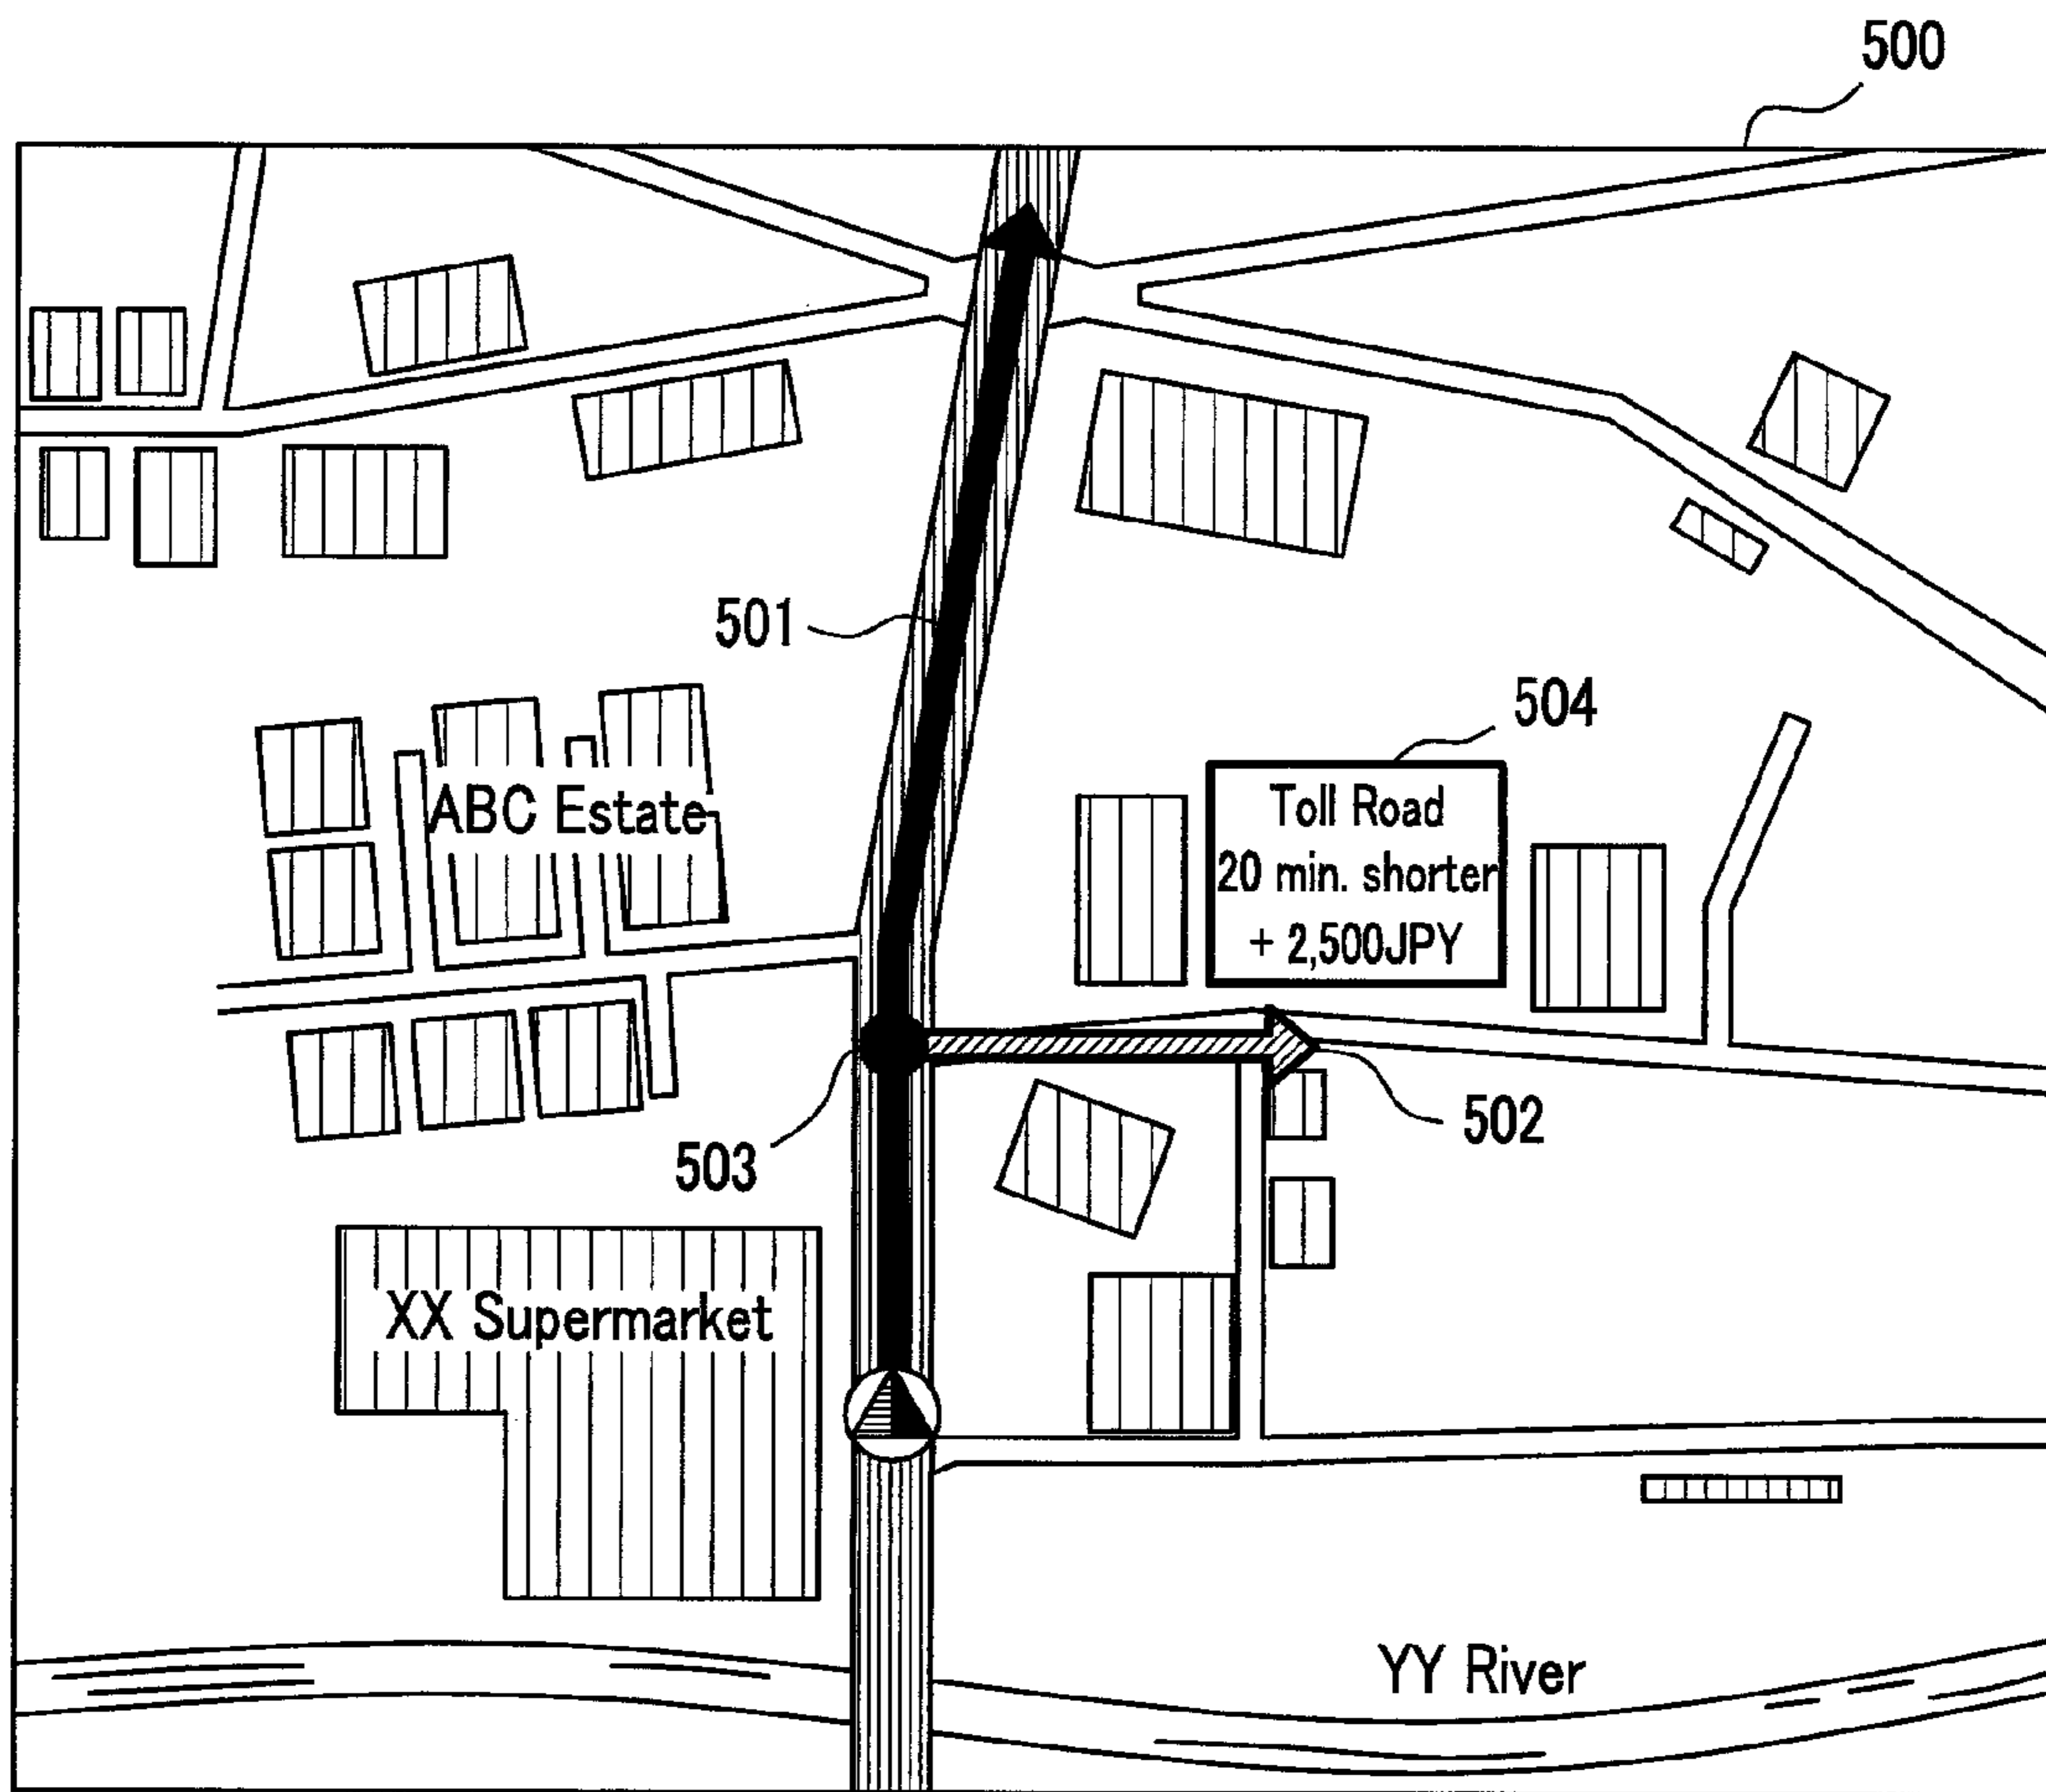 500
501
504
ABC Estate
Toll Road
20 min. shorter
+ 2,500JPY
502
503
XX Supermarket
YY River